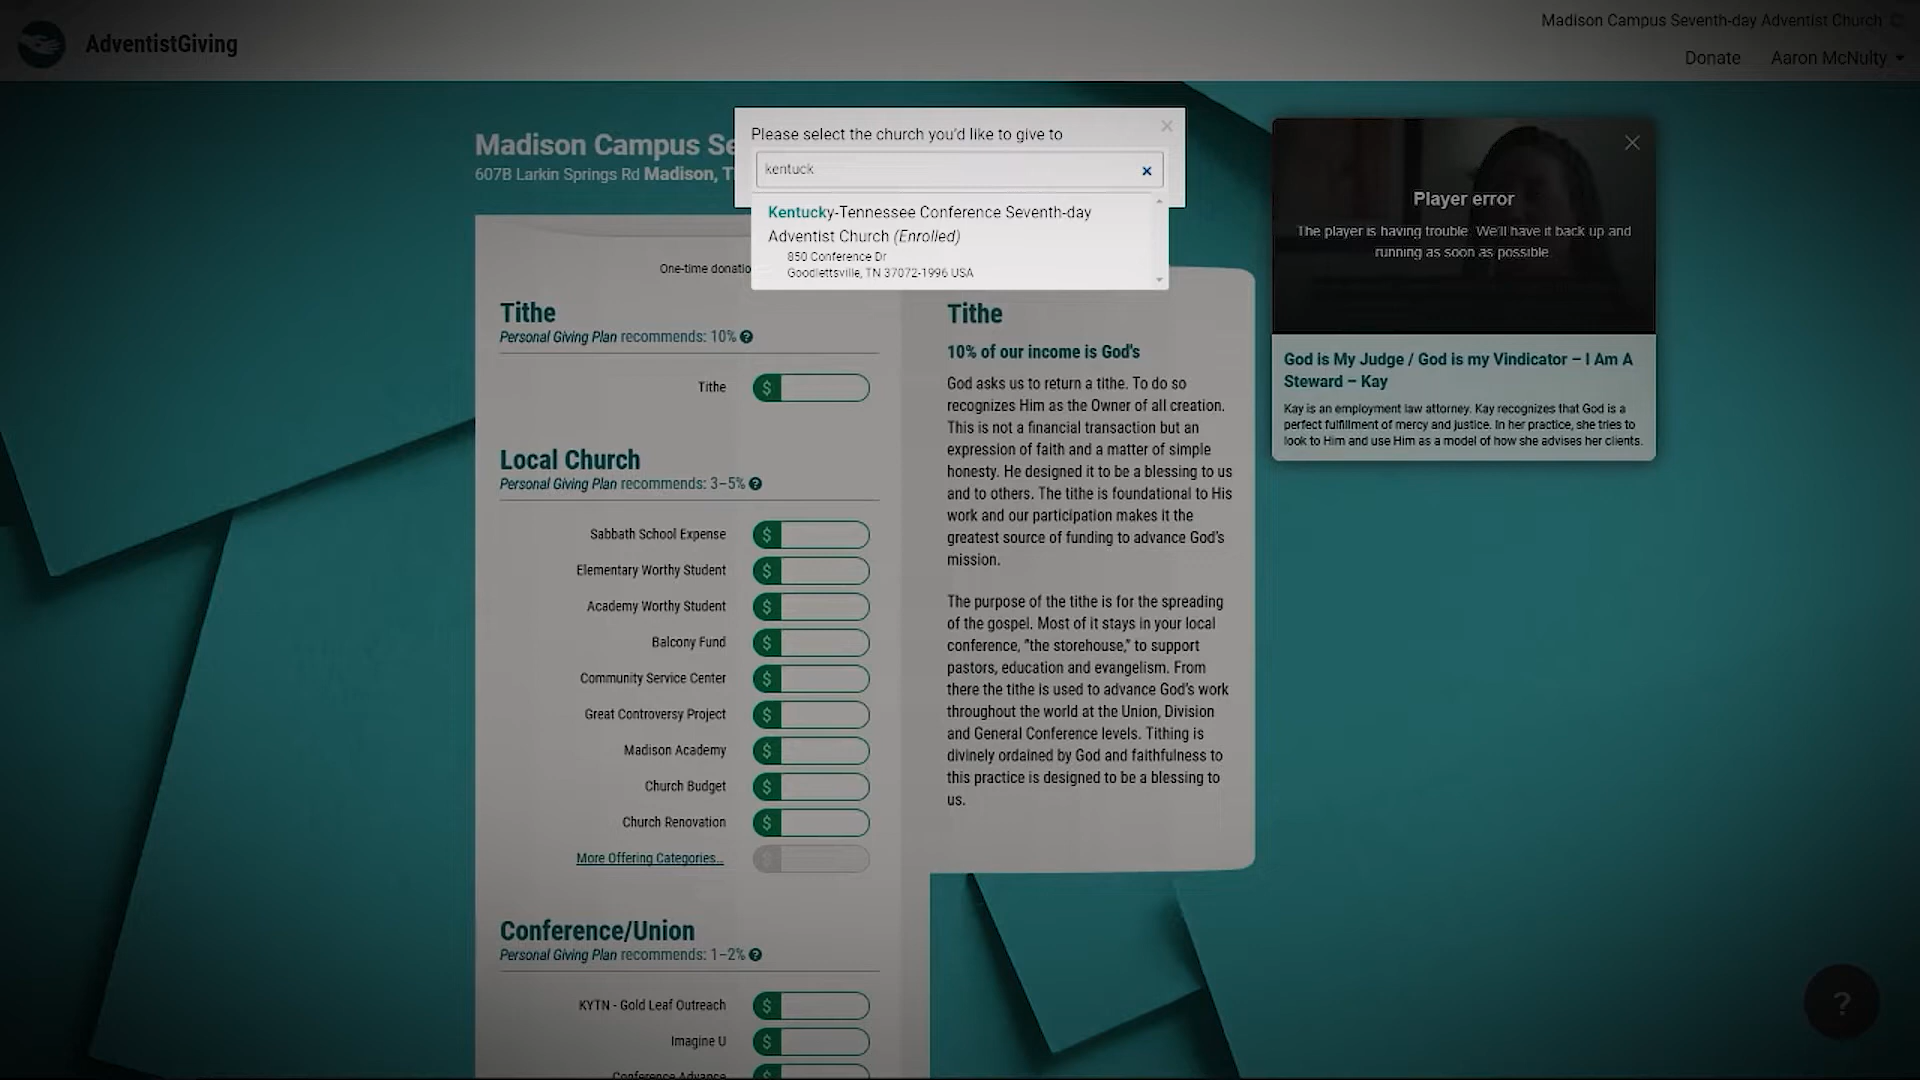 AdventistGiving
Madison Campus Seventh-day Adventist Church
Donate
Aaron McNulty
Madison Campus Se
607B Larkin Springs Rd Madison, T
Please select the church you'd like to give to
kentuck
Kentucky-Tennessee Conference Seventh-day
Adventist Church (Enrolled)
850 Conference Dr
Goodlettsville, TN 37072-1996 USA
One-time donatio
Tithe
Personal Giving Plan recommends: 10% ?
Tithe $
Local Church
Personal Giving Plan recommends: 3–5% ?
Sabbath School Expense $
Elementary Worthy Student $
Academy Worthy Student $
Balcony Fund $
Community Service Center $
Great Controversy Project $
Madison Academy $
Church Budget $
Church Renovation $
More Offering Categories... $
Conference/Union
Personal Giving Plan recommends: 1–2% ?
KYTN - Gold Leaf Outreach $
Imagine U $
Conference Advance $
Tithe
10% of our income is God's
God asks us to return a tithe. To do so
recognizes Him as the Owner of all creation.
This is not a financial transaction but an
expression of faith and a matter of simple
honesty. He designed it to be a blessing to us
and to others. The tithe is foundational to His
work and our participation makes it the
greatest source of funding to advance God's
mission.
The purpose of the tithe is for the spreading
of the gospel. Most of it stays in your local
conference, "the storehouse," to support
pastors, education and evangelism. From
there the tithe is used to advance God's work
throughout the world at the Union, Division
and General Conference levels. Tithing is
divinely ordained by God and faithfulness to
this practice is designed to be a blessing to
us.
Player error
The player is having trouble. We'll have it back up and
running as soon as possible.
God is My Judge / God is my Vindicator – I Am A
Steward – Kay
Kay is an employment law attorney. Kay recognizes that God is a
perfect fulfillment of mercy and justice. In her practice, she tries to
look to Him and use Him as a model of how she advises her clients.
?